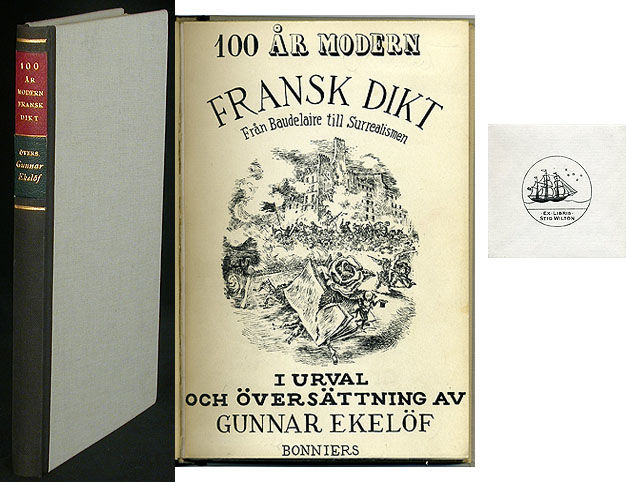 100
ÅR
MODERN
FRANSK
DIKT
ÖVERS.
Gunnar
Ekelöf
100 ÅR MODERN
FRANSK DIKT
Från Baudelaire till Surrealismen
I URVAL
OCH ÖVERSÄTTNING AV
GUNNAR EKELÖF
BONNIERS
·EX·LIBRIS·
STIG WILTON